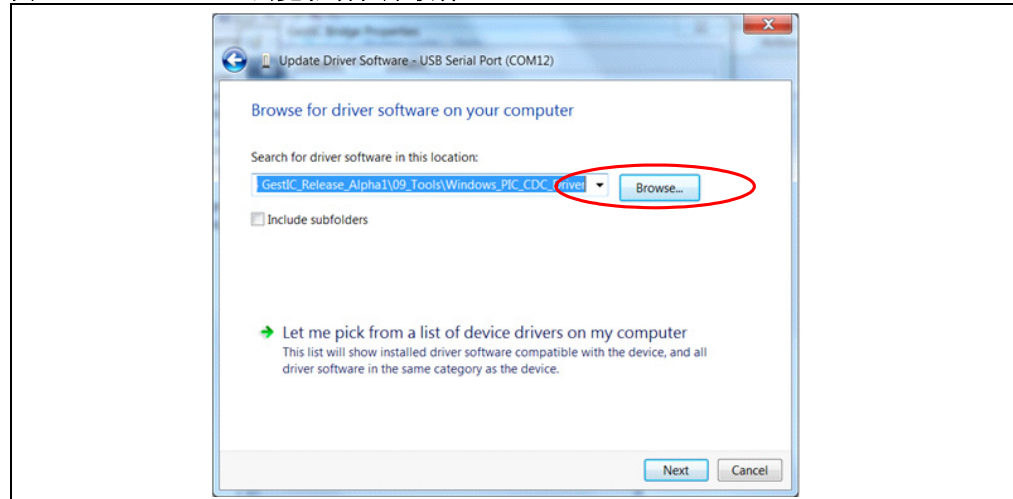 GestIC Bridge Properties
Update Driver Software - USB Serial Port (COM12)
Browse for driver software on your computer
Search for driver software in this location:
GestIC_Release_Alpha1\09_Tools\Windows_PIC_CDC_Driver
Browse...
Include subfolders
Let me pick from a list of device drivers on my computer
This list will show installed driver software compatible with the device, and all
driver software in the same category as the device.
Next
Cancel